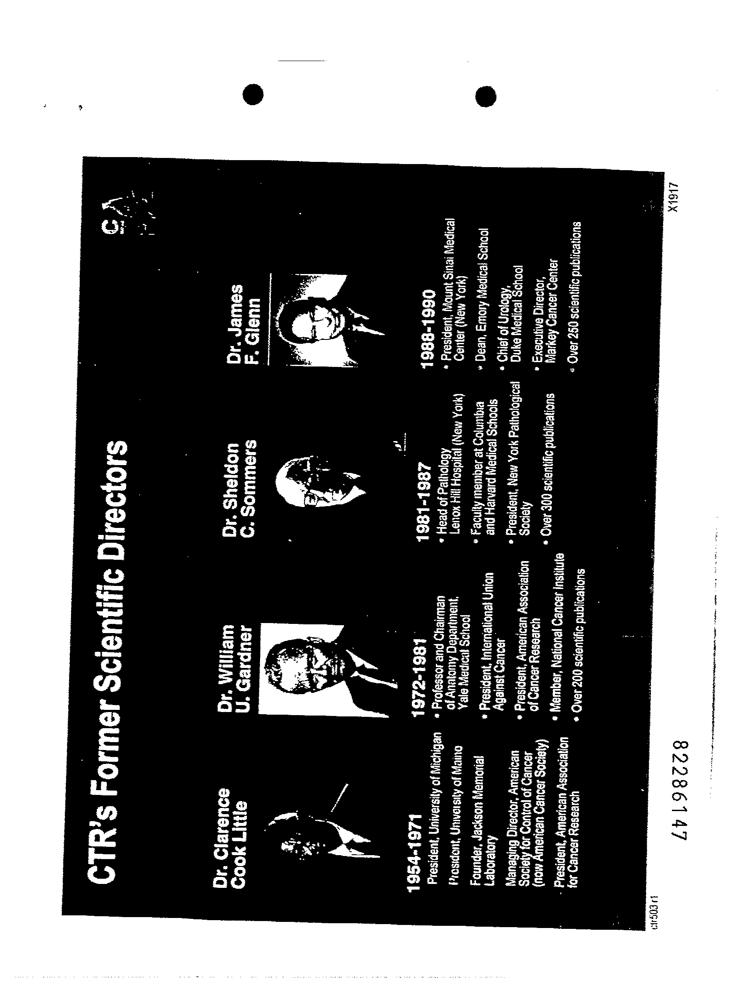 CTR's Former Scientific Directors
Dr. Clarence
Cook Little
1954-1971
President, University of Michigan
President, University of Maine
Founder, Jackson Memorial
Laboratory
Managing Director, American
Society for Control of Cancer
(now American Cancer Society)
President, American Association
for Cancer Research
Dr. William
U. Gardner
1972-1981
• Professor and Chairman
of Anatomy Department,
Yale Medical School
• President, International Union
Against Cancer
• President, American Association
of Cancer Research
• Member, National Cancer Institute
• Over 200 scientific publications
Dr. Sheldon
C. Sommers
1981-1987
• Head of Pathology
Lenox Hill Hospital (New York)
• Faculty member at Columbia
and Harvard Medical Schools
• President, New York Pathological
Society
• Over 300 scientific publications
Dr. James
F. Glenn
1988-1990
• President, Mount Sinai Medical
Center (New York)
• Dean, Emory Medical School
• Chief of Urology,
Duke Medical School
• Executive Director,
Markey Cancer Center
• Over 250 scientific publications
ctr503 r1
82286147
X1917